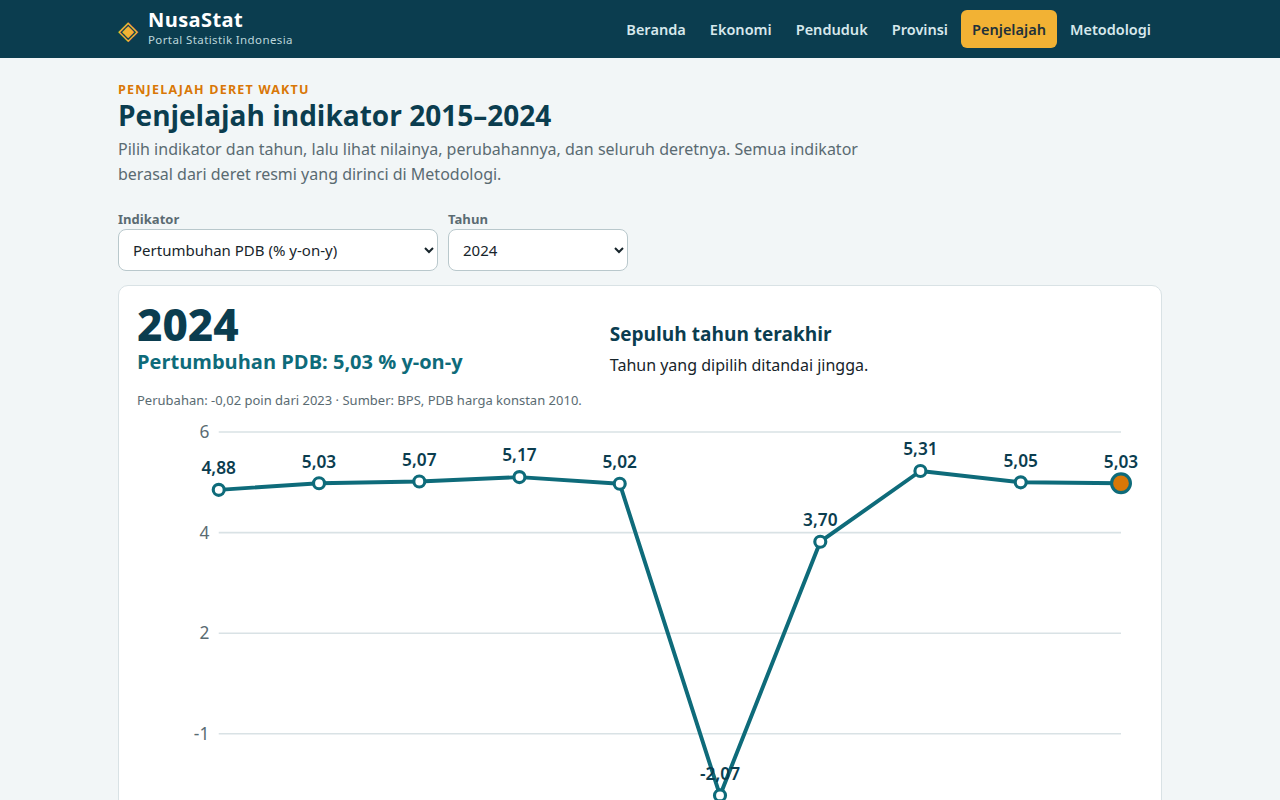 ◈ NusaStat
Portal Statistik Indonesia
Beranda Ekonomi Penduduk Provinsi Penjelajah Metodologi
PENJELAJAH DERET WAKTU
Penjelajah indikator 2015–2024
Pilih indikator dan tahun, lalu lihat nilainya, perubahannya, dan seluruh deretnya. Semua indikator
berasal dari deret resmi yang dirinci di Metodologi.
Indikator Tahun
Pertumbuhan PDB (% y-on-y) 2024
2024
Pertumbuhan PDB: 5,03 % y-on-y
Sepuluh tahun terakhir
Tahun yang dipilih ditandai jingga.
Perubahan: -0,02 poin dari 2023 · Sumber: BPS, PDB harga konstan 2010.
6
4,88 5,03 5,07 5,17 5,02 5,31 5,05 5,03
3,70
4
2
-1
-2,07